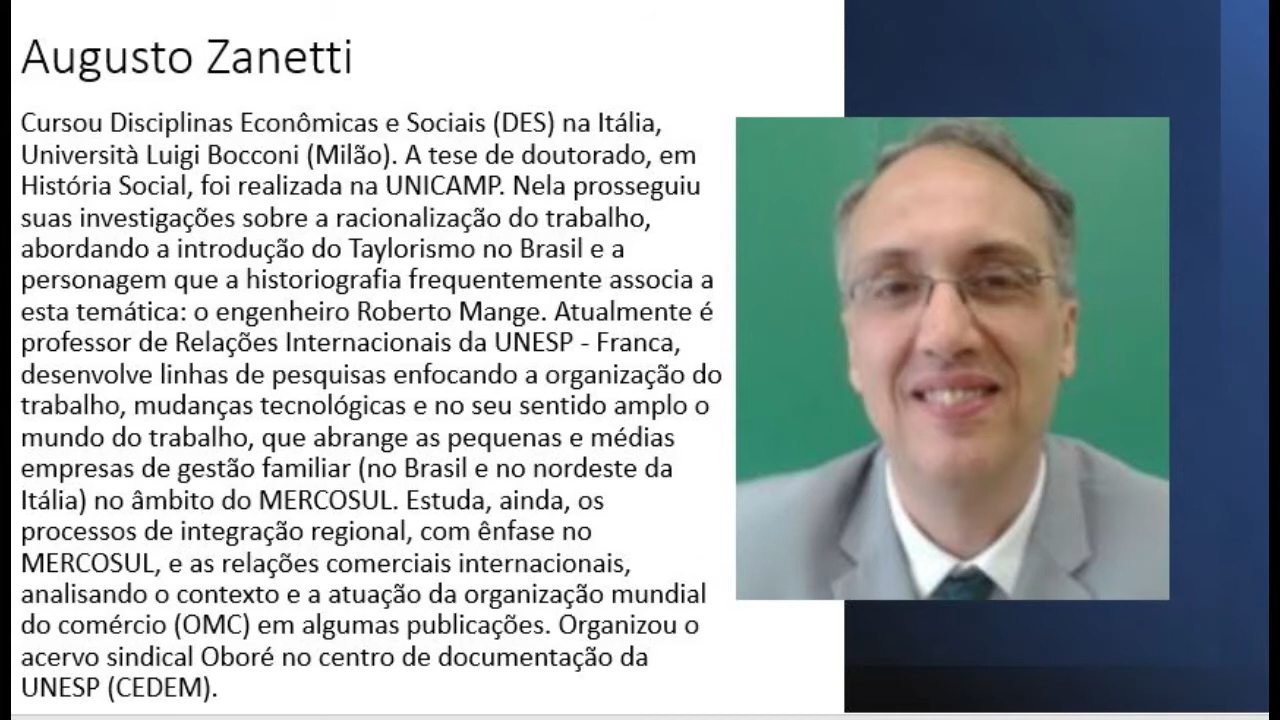 Augusto Zanetti
Cursou Disciplinas Econômicas e Sociais (DES) na Itália,
Università Luigi Bocconi (Milão). A tese de doutorado, em
História Social, foi realizada na UNICAMP. Nela prosseguiu
suas investigações sobre a racionalização do trabalho,
abordando a introdução do Taylorismo no Brasil e a
personagem que a historiografia frequentemente associa a
esta temática: o engenheiro Roberto Mange. Atualmente é
professor de Relações Internacionais da UNESP - Franca,
desenvolve linhas de pesquisas enfocando a organização do
trabalho, mudanças tecnológicas e no seu sentido amplo o
mundo do trabalho, que abrange as pequenas e médias
empresas de gestão familiar (no Brasil e no nordeste da
Itália) no âmbito do MERCOSUL. Estuda, ainda, os
processos de integração regional, com ênfase no
MERCOSUL, e as relações comerciais internacionais,
analisando o contexto e a atuação da organização mundial
do comércio (OMC) em algumas publicações. Organizou o
acervo sindical Oboré no centro de documentação da
UNESP (CEDEM).